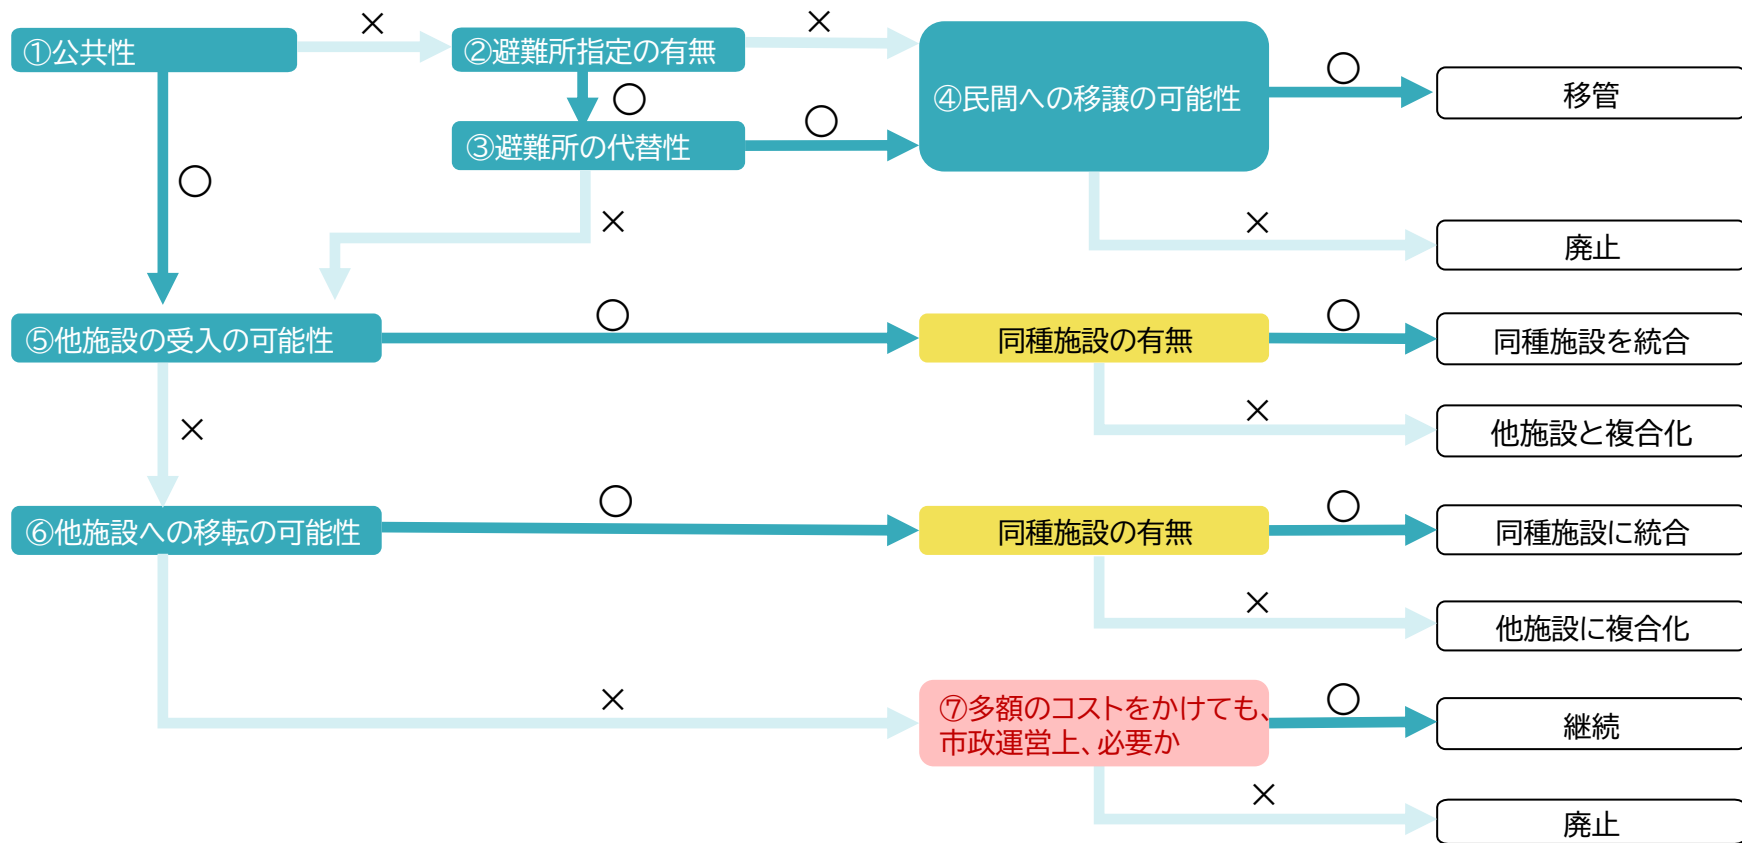 ①公共性
×
②避難所指定の有無
×
④民間への移譲の可能性
○
移管
○
③避難所の代替性
○
○
×
×
廃止
⑤他施設の受入の可能性
○
同種施設の有無
○
同種施設を統合
×
×
他施設と複合化
⑥他施設への移転の可能性
○
同種施設の有無
○
同種施設に統合
×
他施設に複合化
×
⑦多額のコストをかけても、
市政運営上、必要か
○
継続
×
廃止